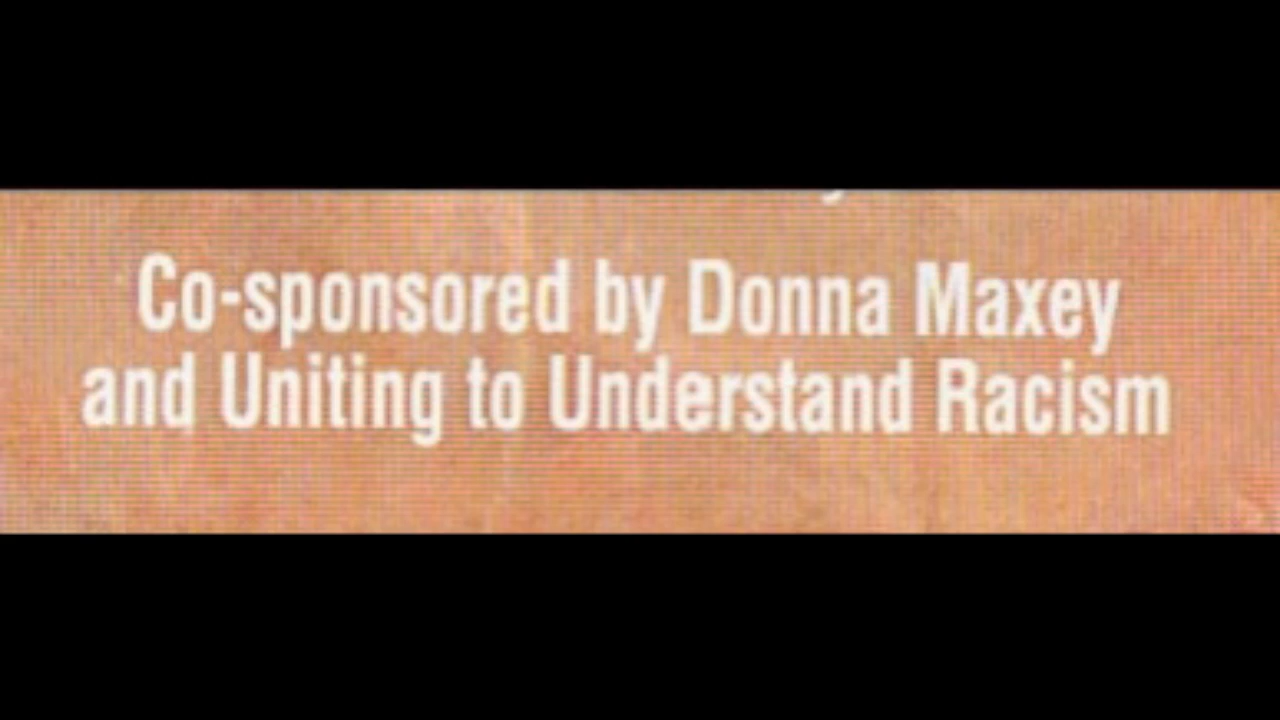 Co-sponsored by Donna Maxey
and Uniting to Understand Racism